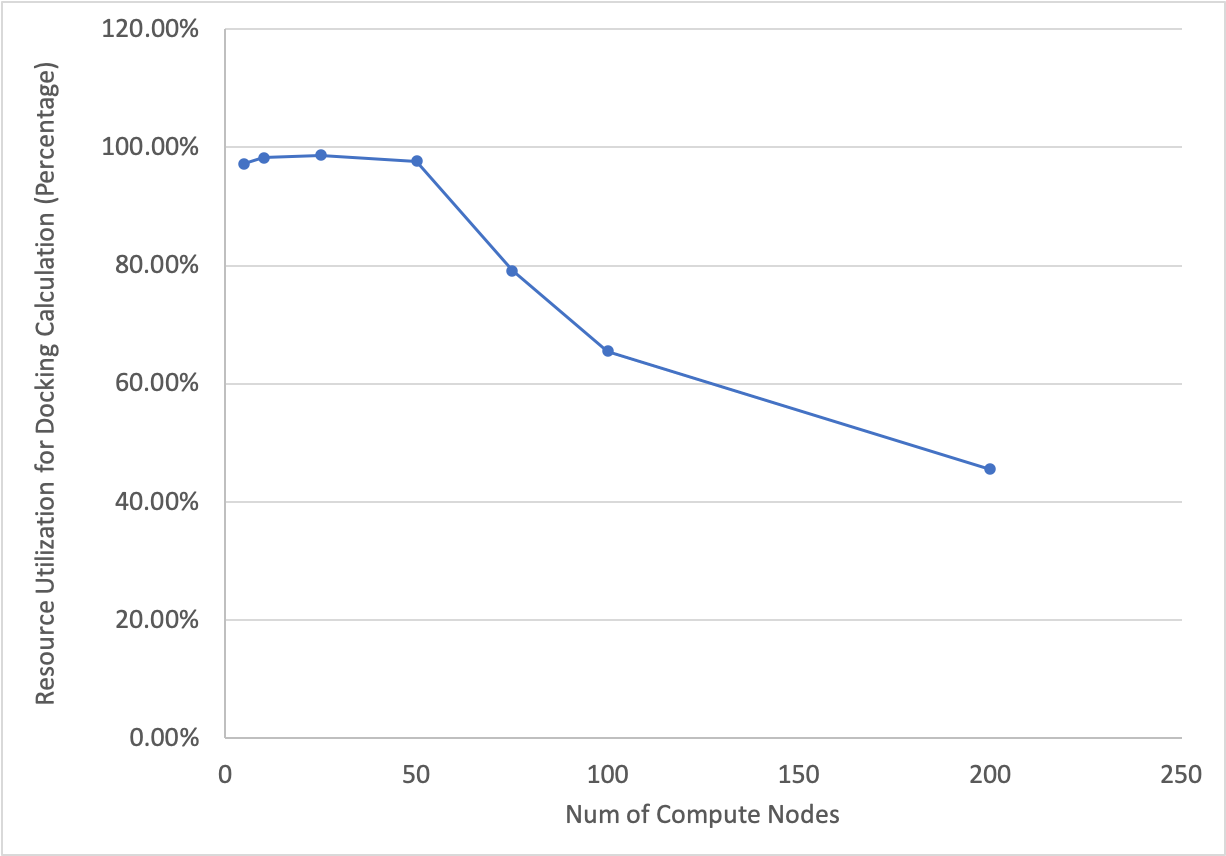 120.00%
100.00%
80.00%
60.00%
40.00%
20.00%
0.00%
Resource Utilization for Docking Calculation (Percentage)
0 50 100 150 200 250
Num of Compute Nodes